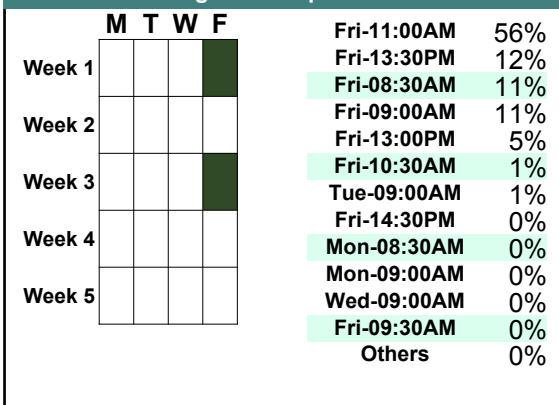 M T W F
Week 1
Week 2
Week 3
Week 4
Week 5
Fri-11:00AM 56%
Fri-13:30PM 12%
Fri-08:30AM 11%
Fri-09:00AM 11%
Fri-13:00PM 5%
Fri-10:30AM 1%
Tue-09:00AM 1%
Fri-14:30PM 0%
Mon-08:30AM 0%
Mon-09:00AM 0%
Wed-09:00AM 0%
Fri-09:30AM 0%
Others 0%